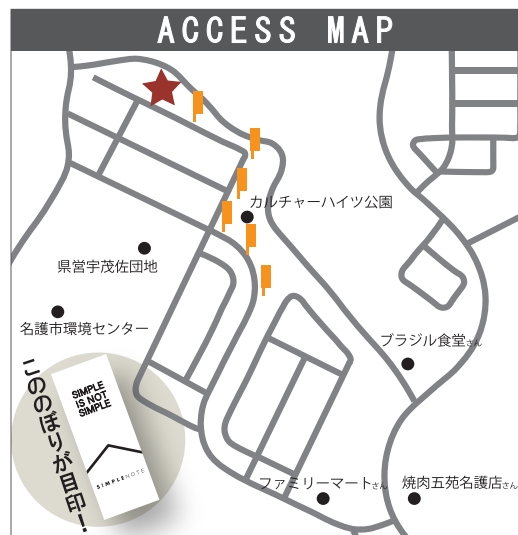 ACCESS MAP
カルチャーハイツ公園
県営宇茂佐団地
名護市環境センター
ブラジル食堂さん
このぼりが目印！
SIMPLE
IS NOT
SIMPLE
SIMPLENOTE
ファミリーマートさん
焼肉五苑名護店さん